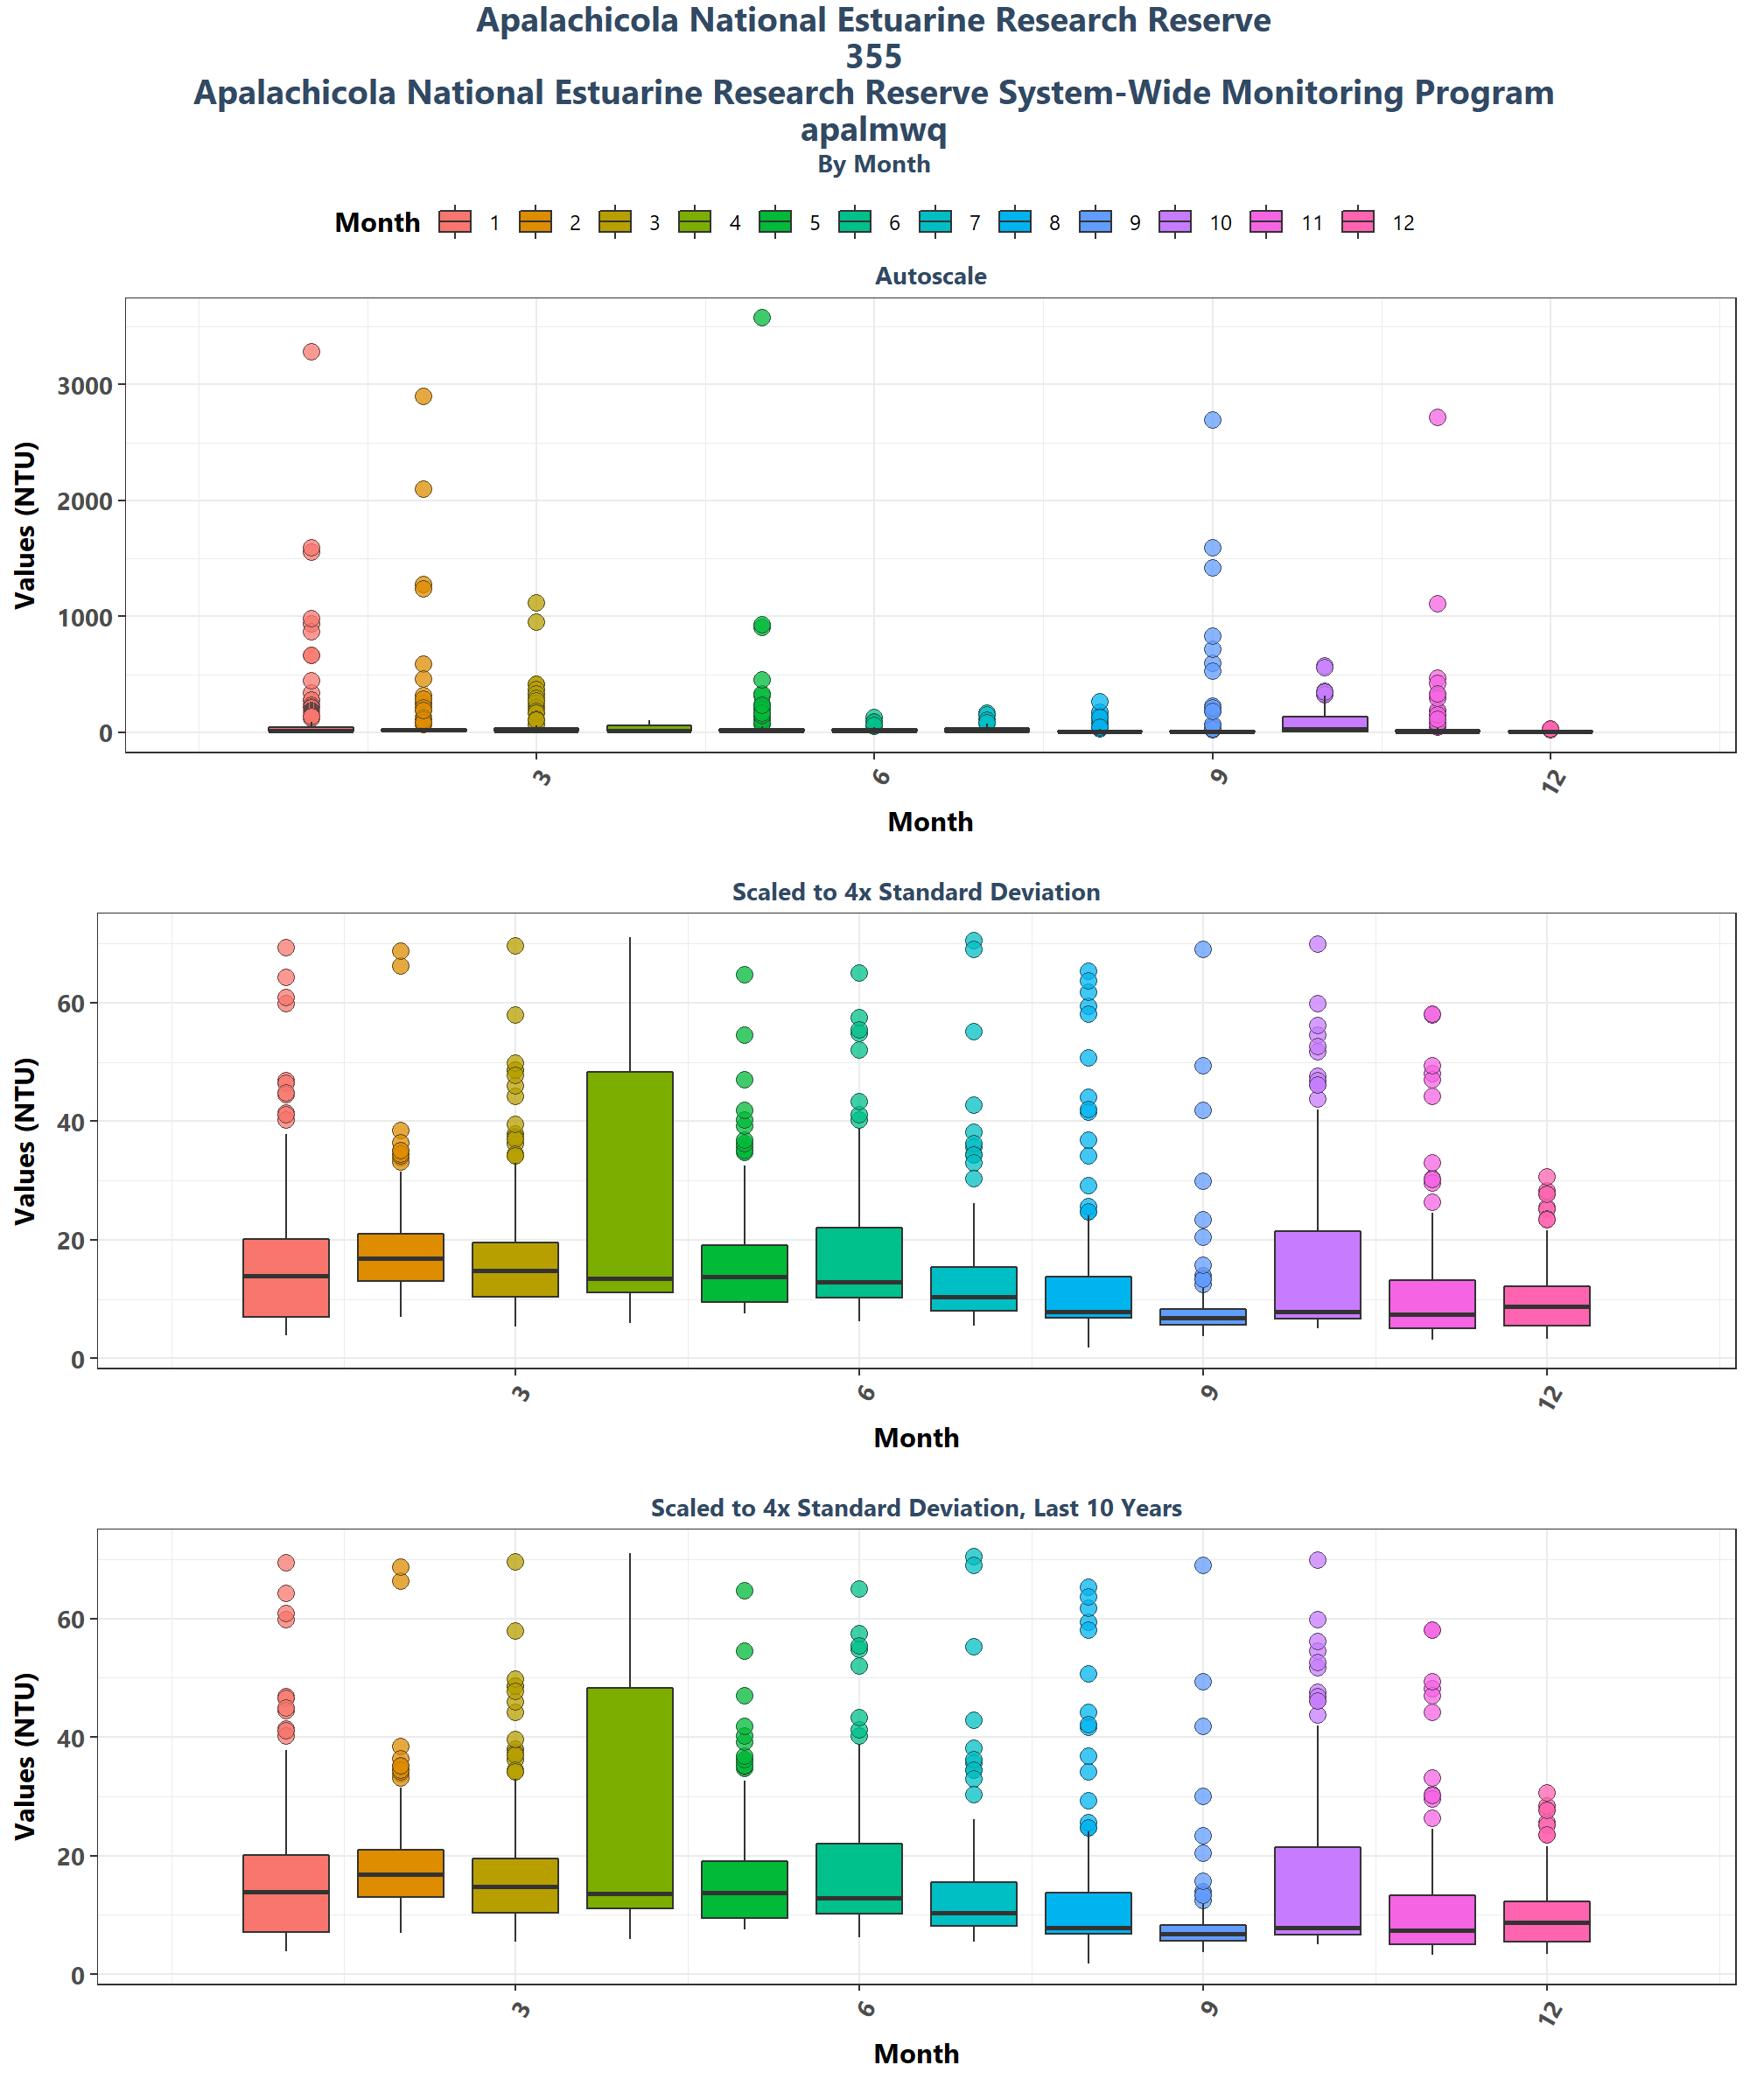 Apalachicola National Estuarine Research Reserve
355
Apalachicola National Estuarine Research Reserve System-Wide Monitoring Program
apalmwq
By Month
Month 1 2 3 4 5 6 7 8 9 10 11 12
Autoscale
Values (NTU)
3000
2000
1000
0
3 6 9 12
Month
Scaled to 4x Standard Deviation
Values (NTU)
60
40
20
0
3 6 9 12
Month
Scaled to 4x Standard Deviation, Last 10 Years
Values (NTU)
60
40
20
0
3 6 9 12
Month